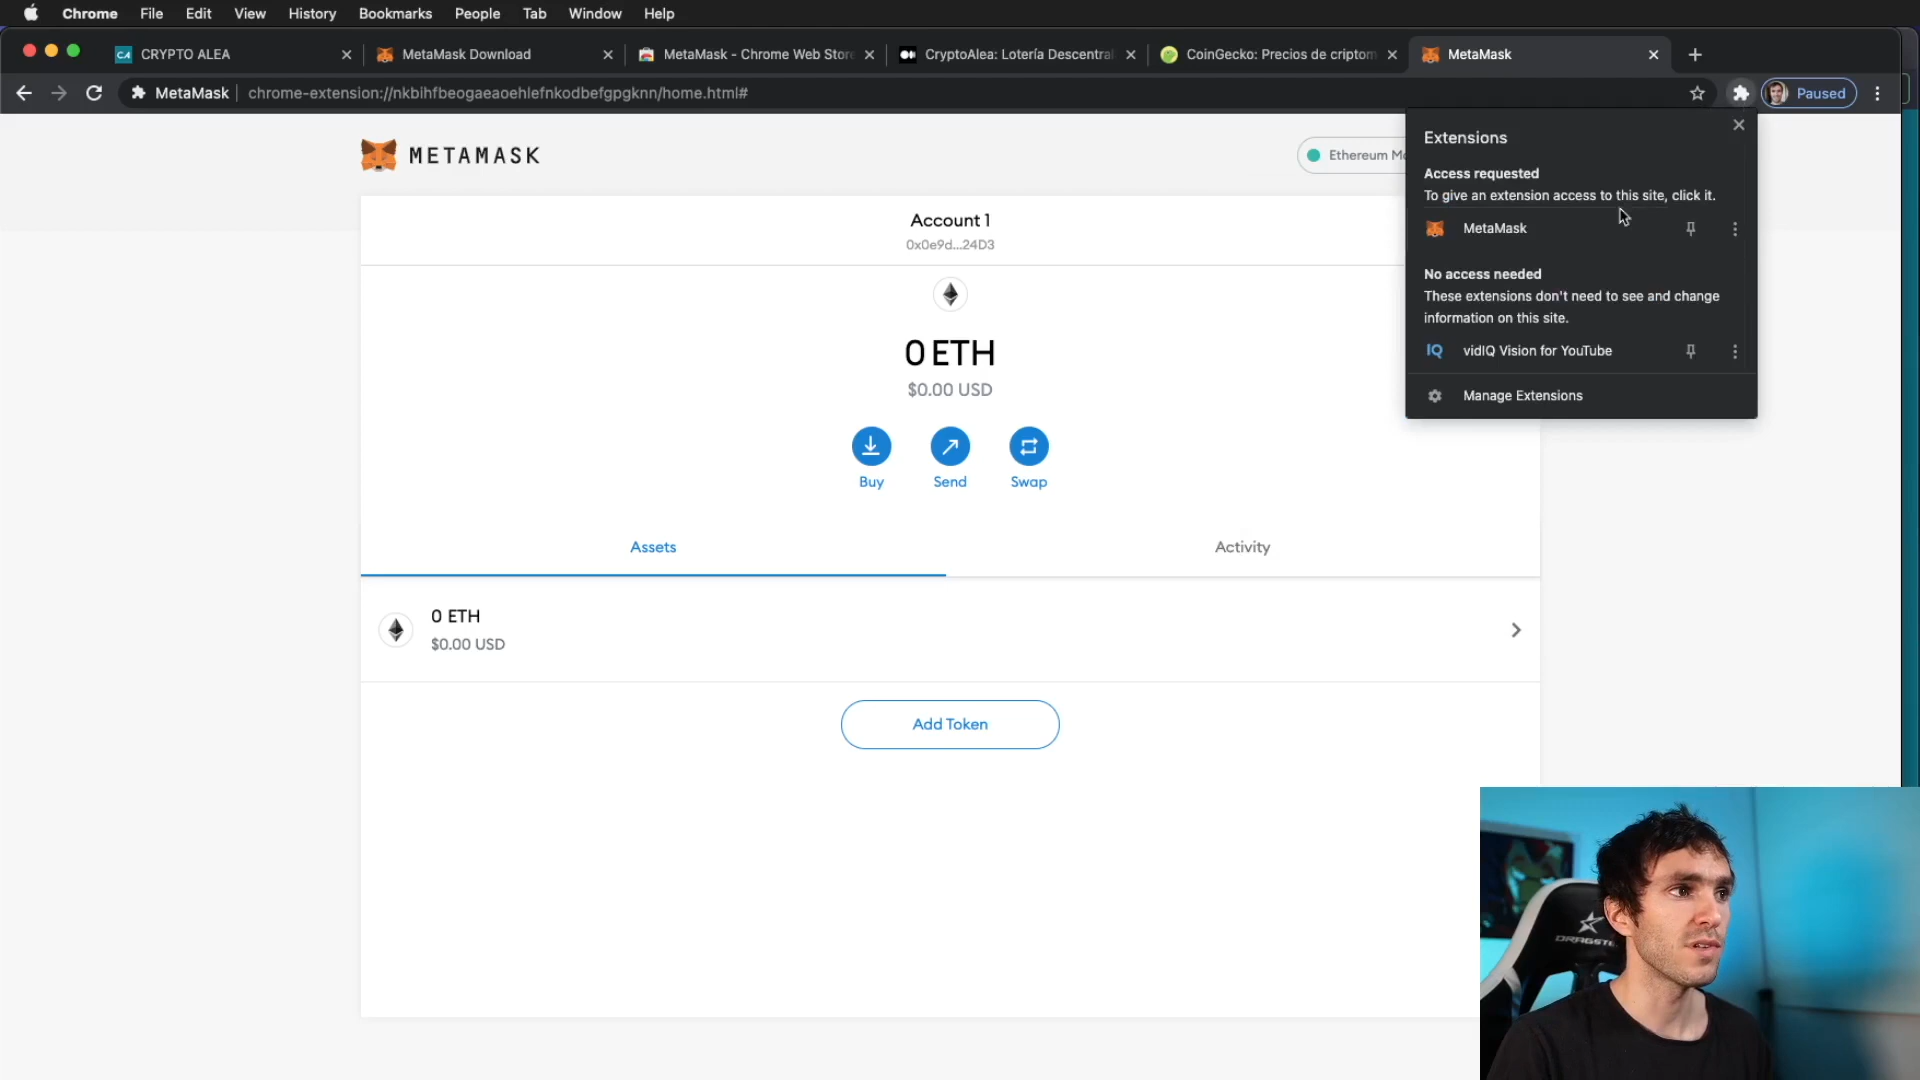 Chrome File Edit View History Bookmarks People Tab Window Help
CA CRYPTO ALEA
MetaMask Download
MetaMask - Chrome Web Store
CryptoAlea: Lotería Descentral
CoinGecko: Precios de criptom
MetaMask
MetaMask chrome-extension://nkbihfbeogaeaoehlefnkodbefgpgknn/home.html#
Paused
METAMASK
Ethereum Ma
Extensions
Access requested
To give an extension access to this site, click it.
MetaMask
No access needed
These extensions don't need to see and change
information on this site.
IQ vidIQ Vision for YouTube
Manage Extensions
Account 1
0x0e9d...24D3
0 ETH
$0.00 USD
Buy Send Swap
Assets Activity
0 ETH
$0.00 USD
Add Token